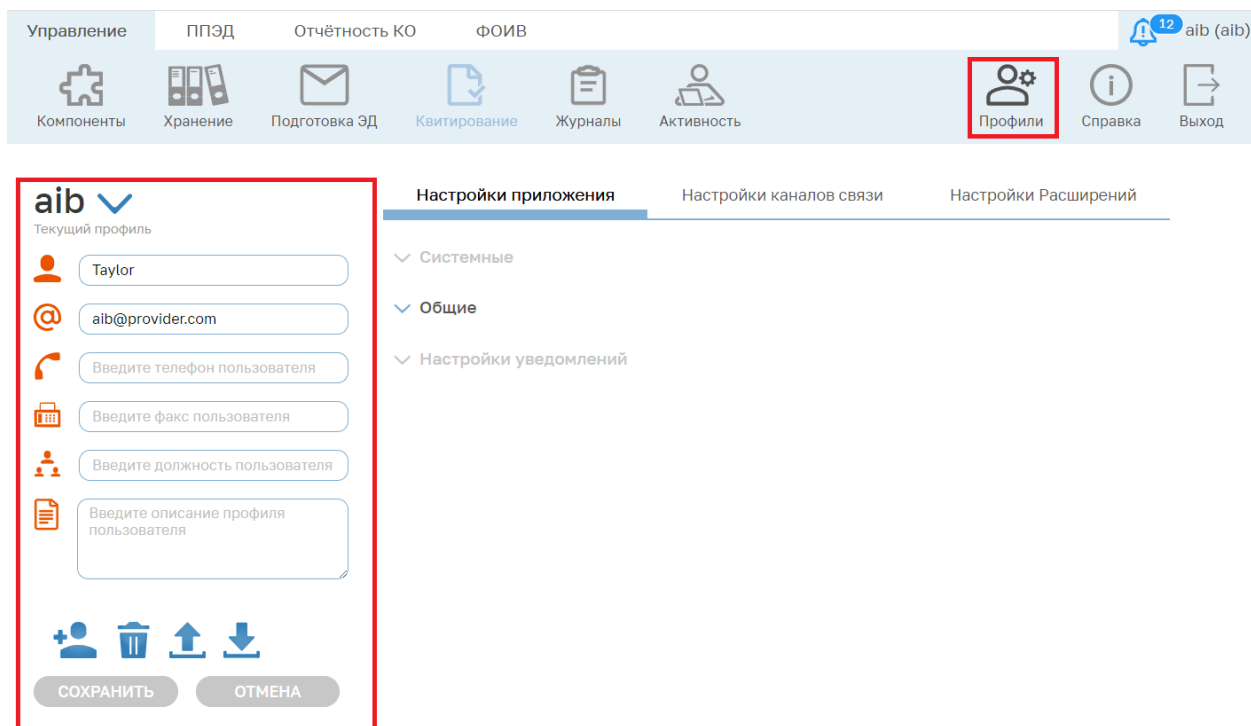 Управление ППЭД Отчётность КО ФОИВ 12 aib (aib)
Компоненты Хранение Подготовка ЭД Квитирование Журналы Активность Профили Справка Выход
aib
Текущий профиль
Taylor
aib@provider.com
Введите телефон пользователя
Введите факс пользователя
Введите должность пользователя
Введите описание профиля
пользователя
СОХРАНИТЬ ОТМЕНА
Настройки приложения Настройки каналов связи Настройки Расширений
Системные
Общие
Настройки уведомлений